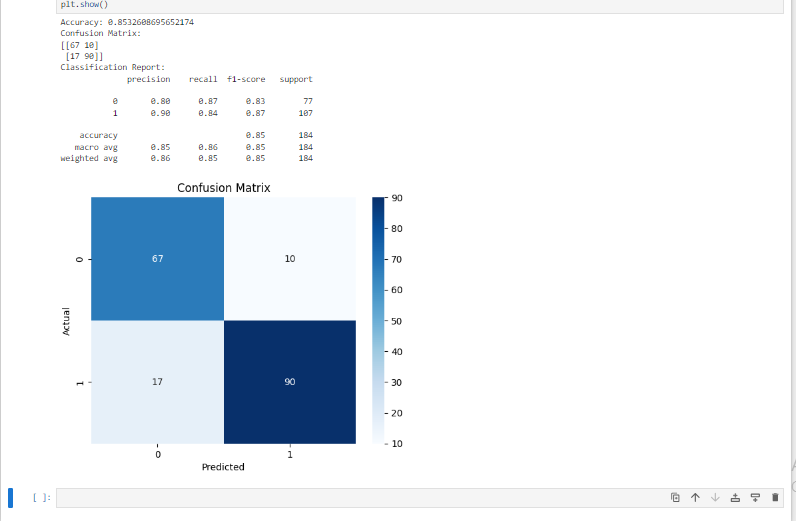 plt.show()
Accuracy: 0.8532608695652174
Confusion Matrix:
[[67 10]
 [17 90]]
Classification Report:
precision recall f1-score support
0 0.80 0.87 0.83 77
1 0.90 0.84 0.87 107
accuracy 0.85 184
macro avg 0.85 0.86 0.85 184
weighted avg 0.86 0.85 0.85 184
Confusion Matrix
90
80
70
60
50
40
30
20
10
Actual
0
67 10
1
17 90
0 1
Predicted
[ ]: